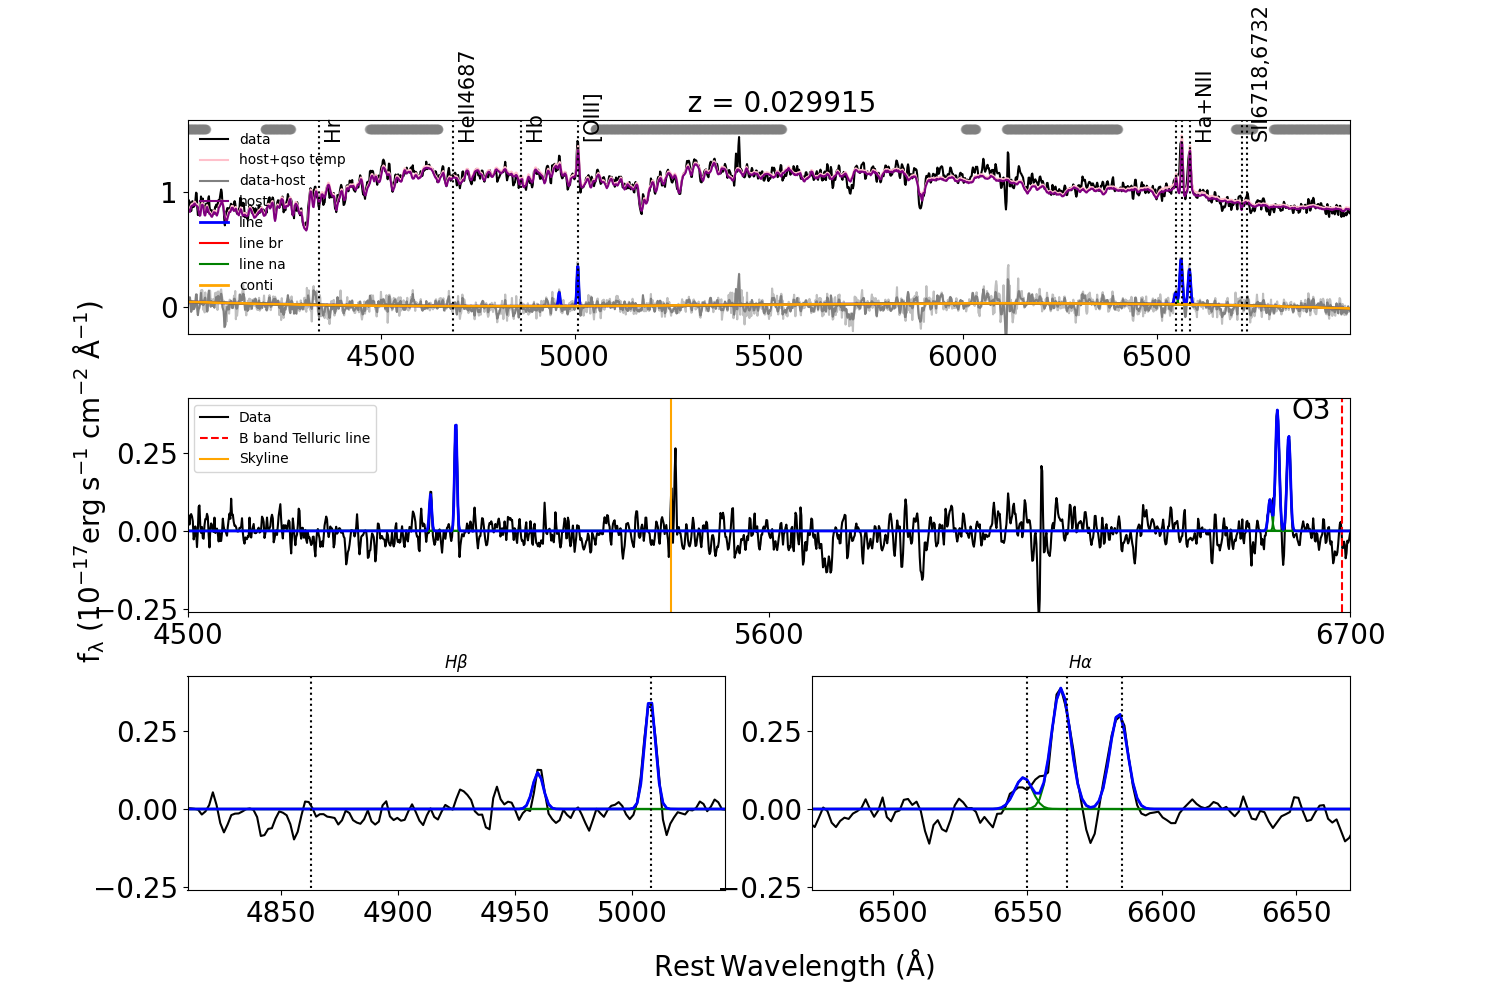 z = 0.029915
Hr
HeII4687
Hb
[OIII]
Ha+NII
SII6718,6732
data
host+qso temp
data-host
host
line
line br
line na
conti
1
0
4500 5000 5500 6000 6500
fλ (10⁻¹⁷erg s⁻¹ cm⁻² Å⁻¹)
Data
B band Telluric line
Skyline
O3
0.25
0.00
−0.25
4500 5600 6700
Hβ
0.25
0.00
−0.25
4850 4900 4950 5000
Hα
0.25
0.00
−0.25
6500 6550 6600 6650
Rest Wavelength (Å)